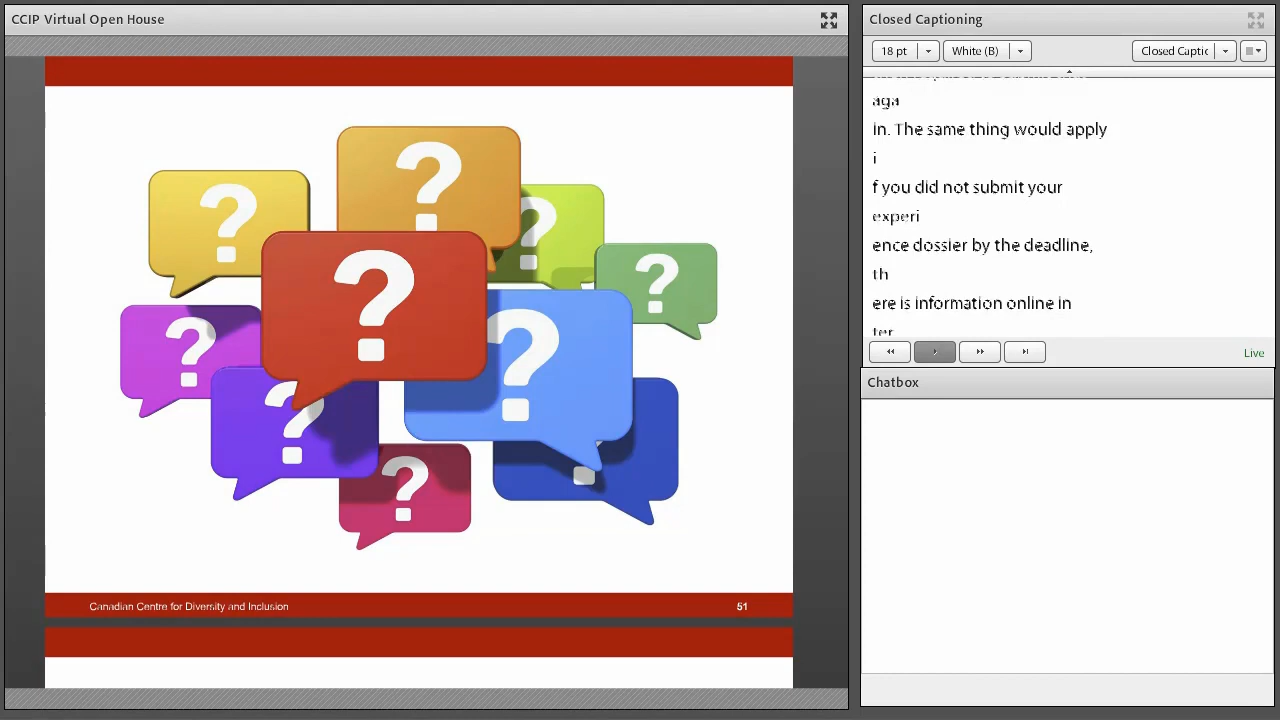 CCIP Virtual Open House
?
?
?
?
?
?
?
?
?
Canadian Centre for Diversity and Inclusion
51
Closed Captioning
18 pt
White (B)
Closed Captic
aga
in. The same thing would apply
i
f you did not submit your
experi
ence dossier by the deadline,
th
ere is information online in
ter
Live
Chatbox